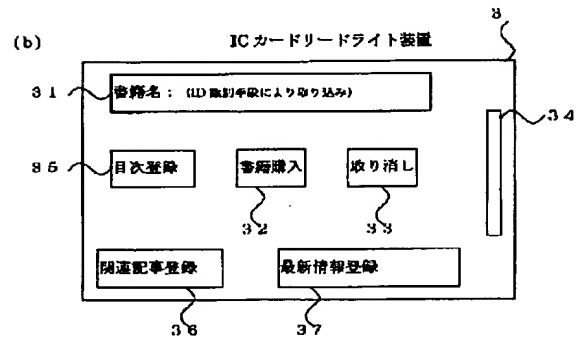 (b) ICカードリードライト装置 3
31 書籍名：（ID識別手段により取り込み）
34
35 目次登録 書籍購入 取り消し
32 33
関連記事登録 最新情報登録
36 37